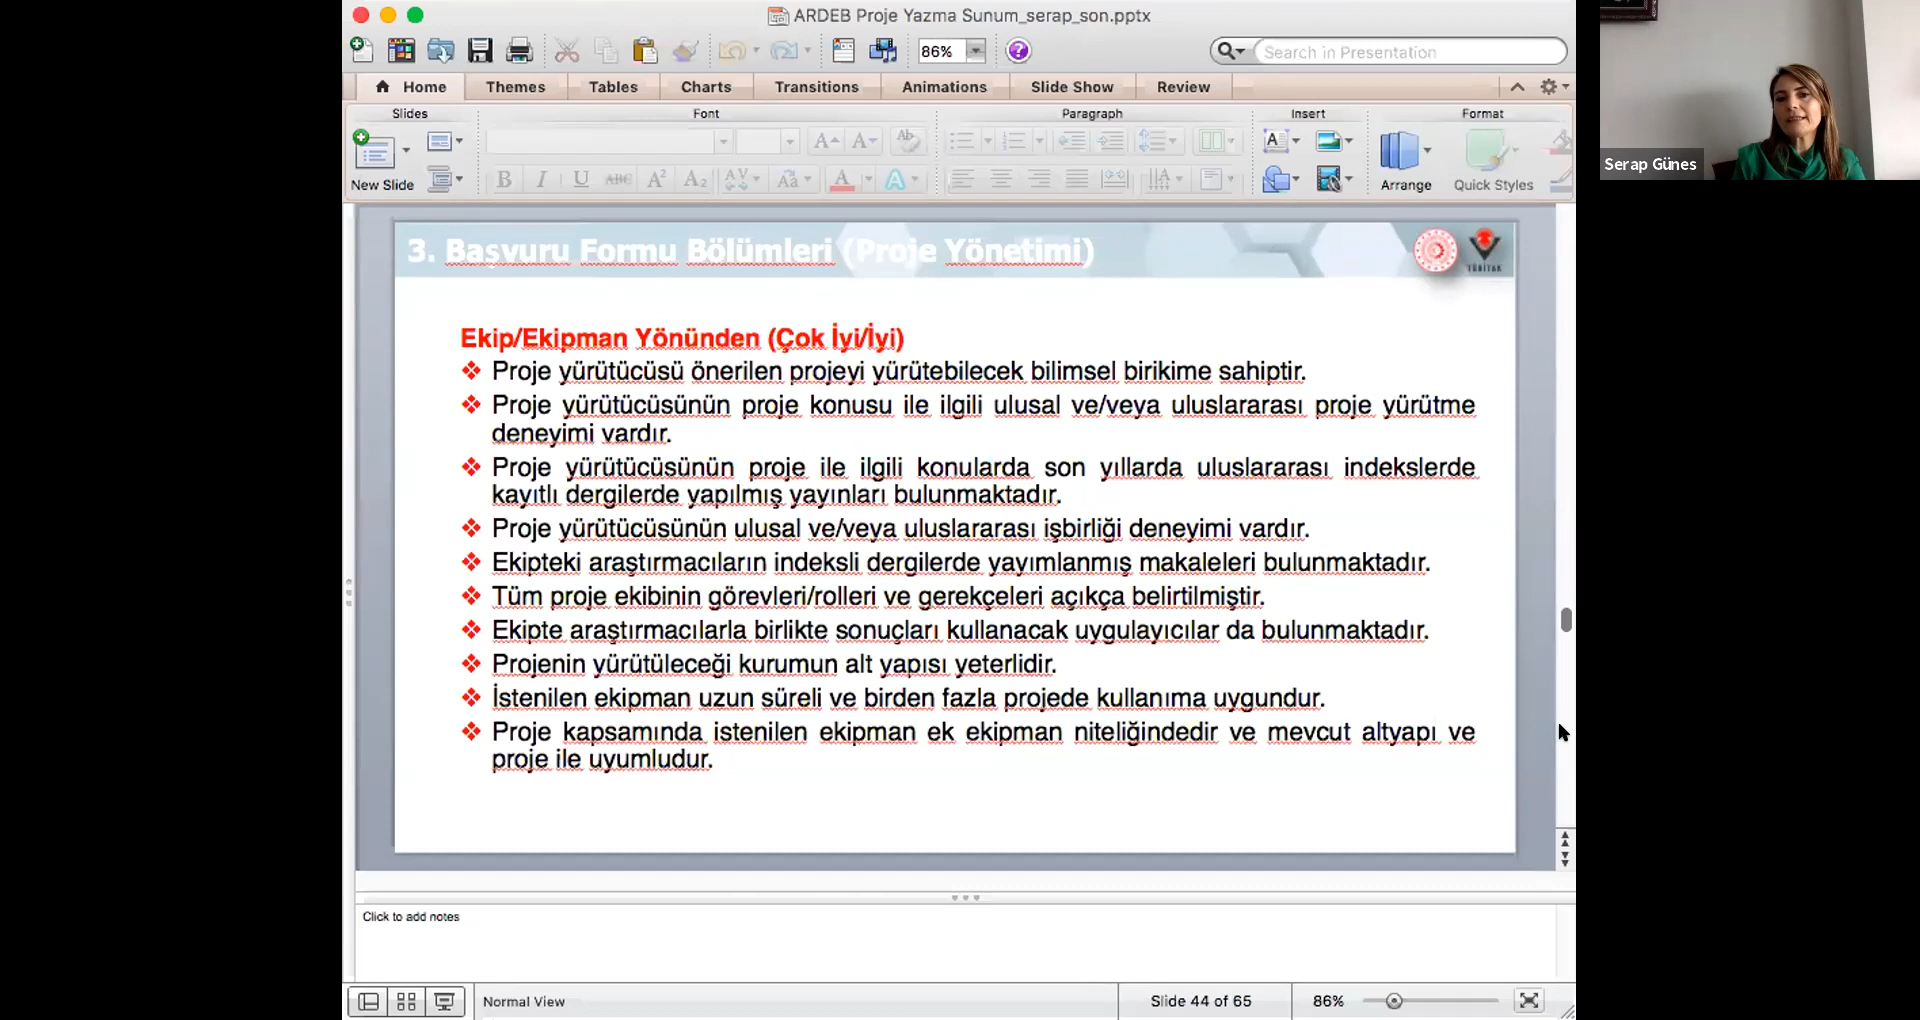 ARDEB Proje Yazma Sunum_serap_son.pptx
86%
Search in Presentation
Home Themes Tables Charts Transitions Animations Slide Show Review
Slides Font Paragraph Insert Format
New Slide
B I U ABC A² A₂ Aa A A
Arrange Quick Styles
Serap Günes
3. Başvuru Formu Bölümleri (Proje Yönetimi)
TÜBİTAK
Ekip/Ekipman Yönünden (Çok İyi/İyi)
Proje yürütücüsü önerilen projeyi yürütebilecek bilimsel birikime sahiptir.
Proje yürütücüsünün proje konusu ile ilgili ulusal ve/veya uluslararası proje yürütme
deneyimi vardır.
Proje yürütücüsünün proje ile ilgili konularda son yıllarda uluslararası indekslerde
kayıtlı dergilerde yapılmış yayınları bulunmaktadır.
Proje yürütücüsünün ulusal ve/veya uluslararası işbirliği deneyimi vardır.
Ekipteki araştırmacıların indeksli dergilerde yayımlanmış makaleleri bulunmaktadır.
Tüm proje ekibinin görevleri/rolleri ve gerekçeleri açıkça belirtilmiştir.
Ekipte araştırmacılarla birlikte sonuçları kullanacak uygulayıcılar da bulunmaktadır.
Projenin yürütüleceği kurumun alt yapısı yeterlidir.
İstenilen ekipman uzun süreli ve birden fazla projede kullanıma uygundur.
Proje kapsamında istenilen ekipman ek ekipman niteliğindedir ve mevcut altyapı ve
proje ile uyumludur.
Click to add notes
Normal View Slide 44 of 65 86%